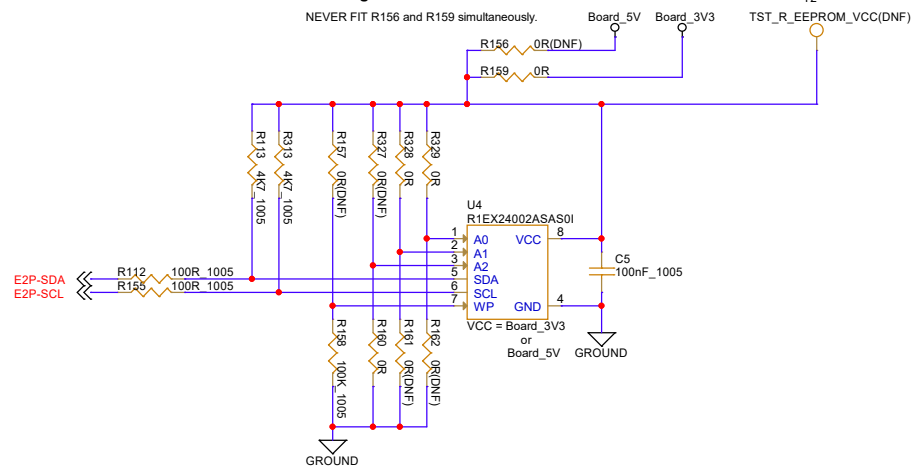 T2
NEVER FIT R156 and R159 simultaneously.
Board_5V
Board_3V3
TST_R_EEPROM_VCC(DNF)
R156
0R(DNF)
R159
0R
R113
4K7_1005
R313
4K7_1005
R157
0R(DNF)
R327
0R(DNF)
R328
0R
R329
0R
U4
R1EX24002ASAS0I
1
A0
VCC
8
2
A1
3
A2
C5
100nF_1005
E2P-SDA
R112
100R_1005
5
SDA
E2P-SCL
R155
100R_1005
6
SCL
7
WP
GND
4
VCC = Board_3V3
or
Board_5V
GROUND
R158
100K_1005
R160
0R
R161
0R(DNF)
R162
0R(DNF)
GROUND